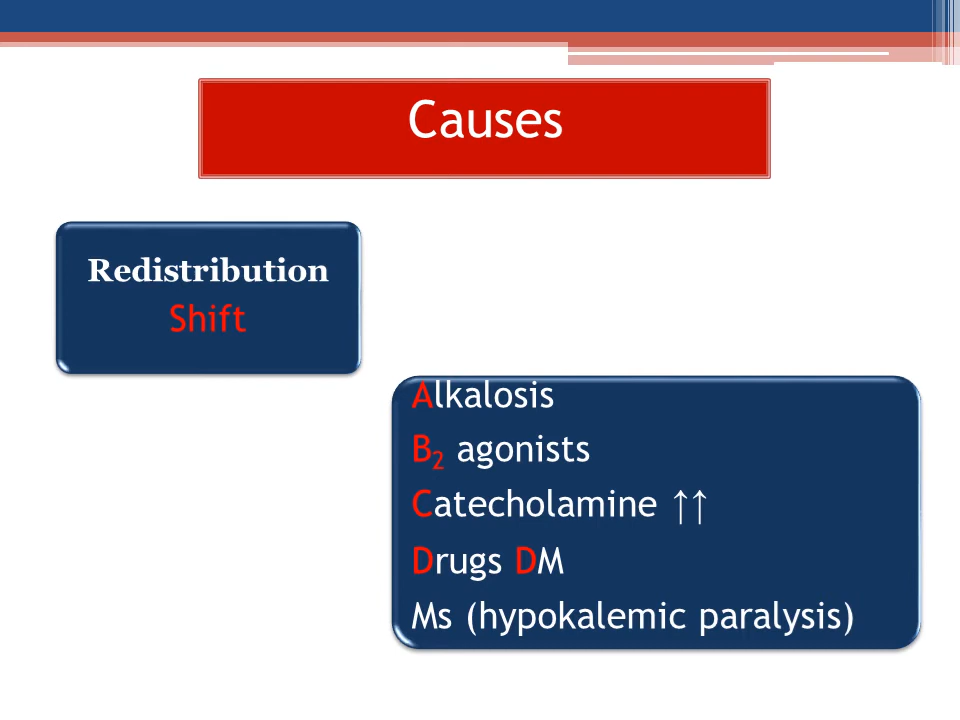 Causes
Redistribution
Shift
Alkalosis
B₂ agonists
Catecholamine ↑↑
Drugs DM
Ms (hypokalemic paralysis)